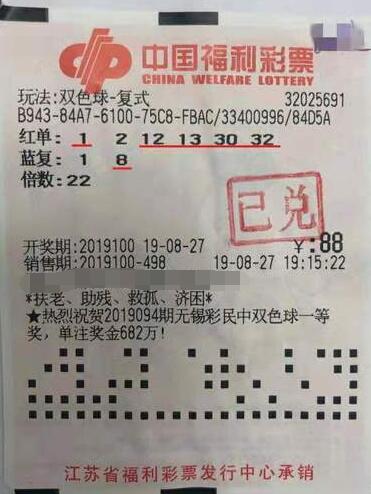 中国福利彩票
CHINA WELFARE LOTTERY
玩法:双色球-复式 32025691
B943-84A7-6100-75C8-FBAC/33400996/84D5A
红单: 1 2 12 13 30 32
蓝复: 1 8
倍数:22
已兑
开奖期:2019100 19-08-27 ¥:88
销售期:2019100-498 19-08-27 19:15:22
*扶老、助残、救孤、济困*
★热烈祝贺2019094期无锡彩民中双色球一等
奖，单注奖金682万!
江苏省福利彩票发行中心承销